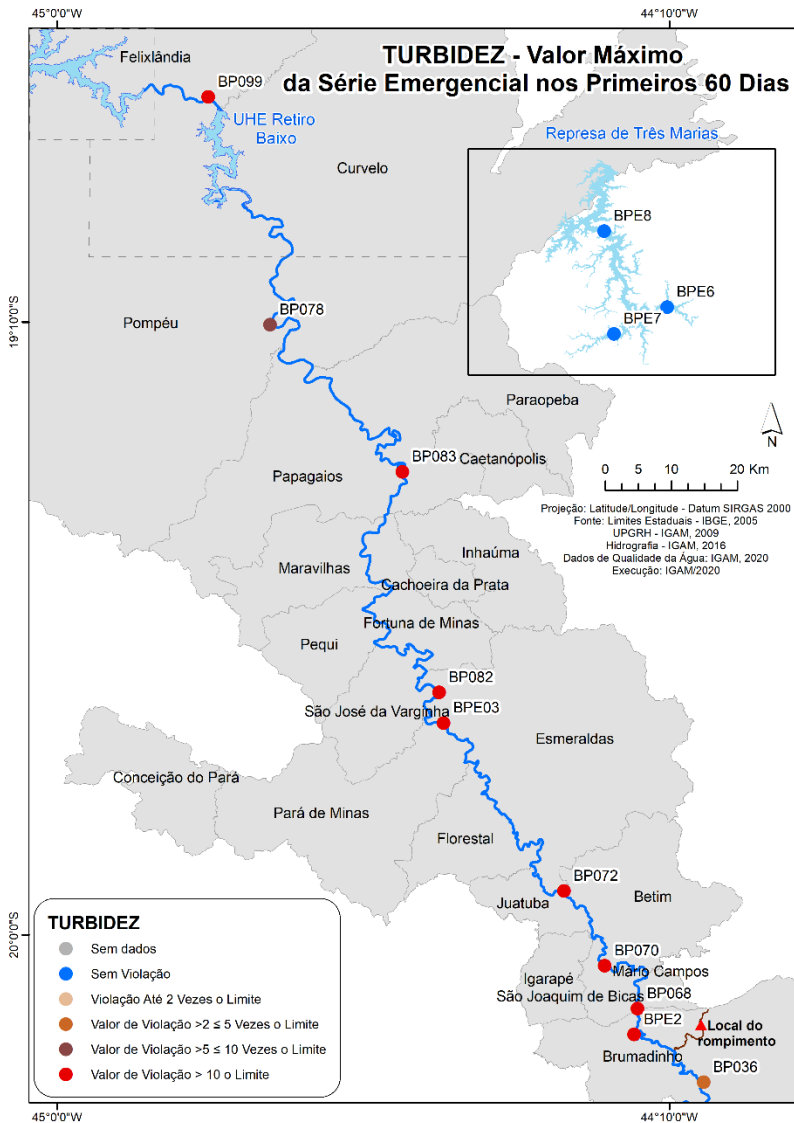 45°0'0"W
44°10'0"W
TURBIDEZ - Valor Máximo
da Série Emergencial nos Primeiros 60 Dias
Felixlândia
BP099
UHE Retiro
Baixo
Represa de Três Marias
Curvelo
BPE8
BPE6
BPE7
19°10'0"S
Pompéu
BP078
Paraopeba
N
BP083
Caetanópolis
Papagaios
0 5 10 20 Km
Projeção: Latitude/Longitude - Datum SIRGAS 2000
Fonte: Limites Estaduais - IBGE, 2005
UPGRH - IGAM, 2009
Hidrografia - IGAM, 2016
Dados de Qualidade da Água: IGAM, 2020
Execução: IGAM/2020
Inhaúma
Maravilhas
Cachoeira da Prata
Fortuna de Minas
Pequi
BP082
São José da Varginha
BPE03
Esmeraldas
Conceição do Pará
Pará de Minas
Florestal
BP072
Juatuba
Betim
20°0'0"S
BP070
Mário Campos
Igarapé
São Joaquim de Bicas
BP068
BPE2
Local do
rompimento
Brumadinho
BP036
TURBIDEZ
Sem dados
Sem Violação
Violação Até 2 Vezes o Limite
Valor de Violação >2 ≤ 5 Vezes o Limite
Valor de Violação >5 ≤ 10 Vezes o Limite
Valor de Violação > 10 o Limite
45°0'0"W
44°10'0"W